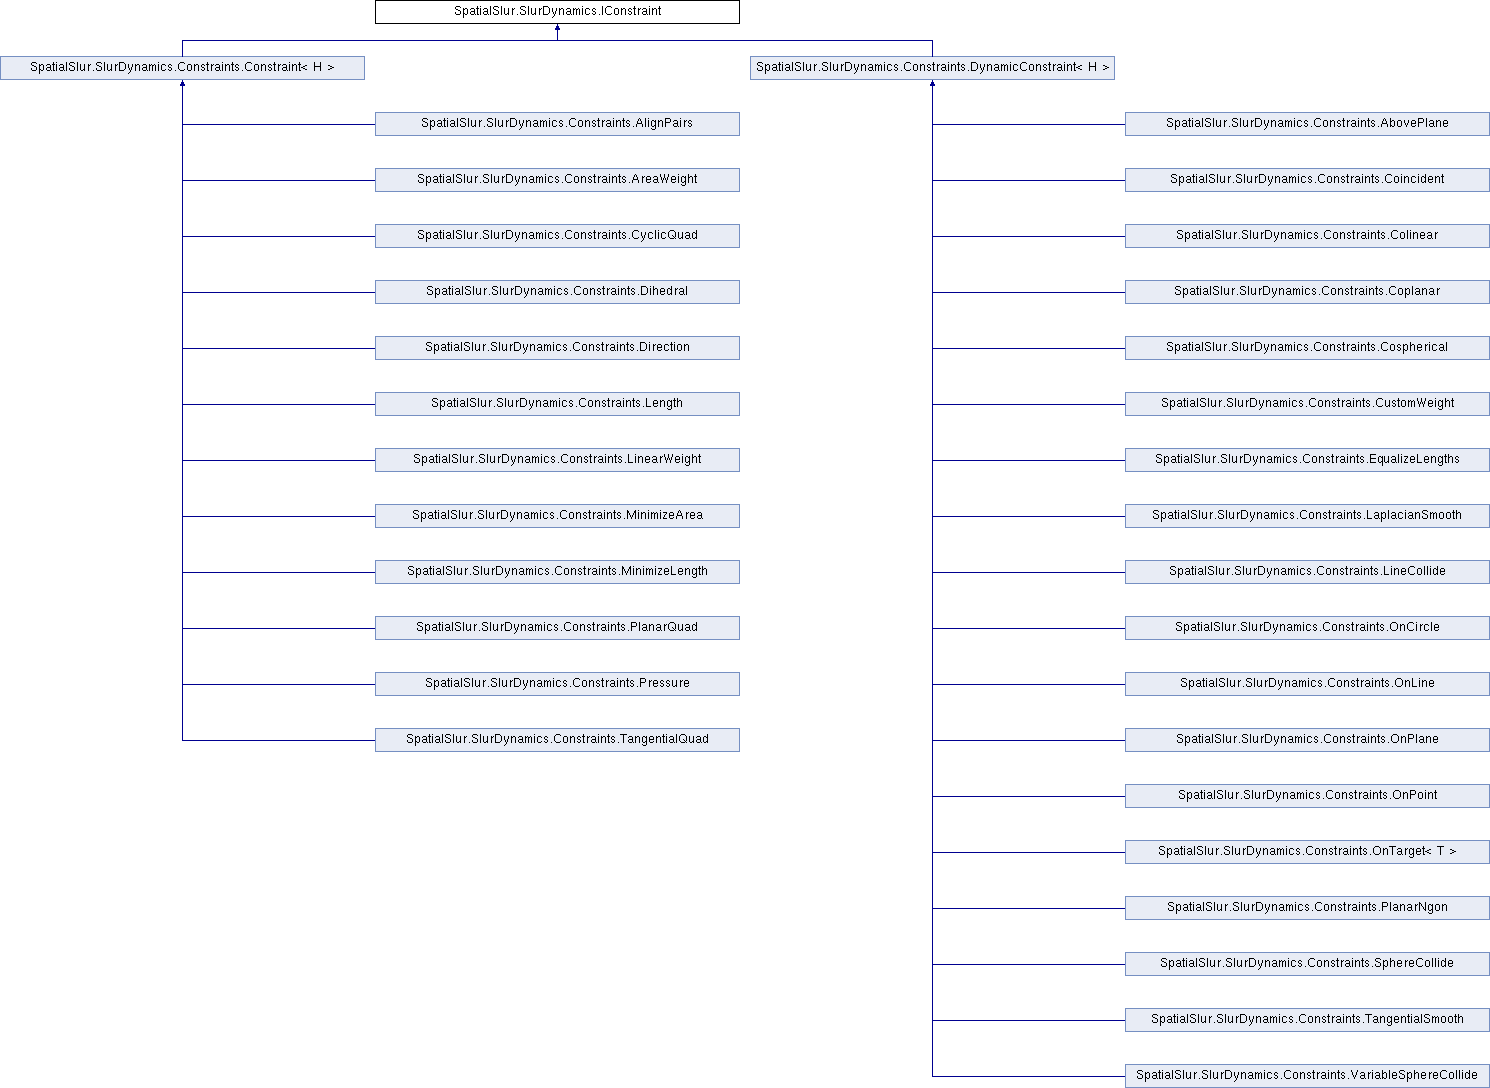 SpatialSlur.SlurDynamics.IConstraint
SpatialSlur.SlurDynamics.Constraints.Constraint< H >
SpatialSlur.SlurDynamics.Constraints.DynamicConstraint< H >
SpatialSlur.SlurDynamics.Constraints.AlignPairs
SpatialSlur.SlurDynamics.Constraints.AreaWeight
SpatialSlur.SlurDynamics.Constraints.CyclicQuad
SpatialSlur.SlurDynamics.Constraints.Dihedral
SpatialSlur.SlurDynamics.Constraints.Direction
SpatialSlur.SlurDynamics.Constraints.Length
SpatialSlur.SlurDynamics.Constraints.LinearWeight
SpatialSlur.SlurDynamics.Constraints.MinimizeArea
SpatialSlur.SlurDynamics.Constraints.MinimizeLength
SpatialSlur.SlurDynamics.Constraints.PlanarQuad
SpatialSlur.SlurDynamics.Constraints.Pressure
SpatialSlur.SlurDynamics.Constraints.TangentialQuad
SpatialSlur.SlurDynamics.Constraints.AbovePlane
SpatialSlur.SlurDynamics.Constraints.Coincident
SpatialSlur.SlurDynamics.Constraints.Colinear
SpatialSlur.SlurDynamics.Constraints.Coplanar
SpatialSlur.SlurDynamics.Constraints.Cospherical
SpatialSlur.SlurDynamics.Constraints.CustomWeight
SpatialSlur.SlurDynamics.Constraints.EqualizeLengths
SpatialSlur.SlurDynamics.Constraints.LaplacianSmooth
SpatialSlur.SlurDynamics.Constraints.LineCollide
SpatialSlur.SlurDynamics.Constraints.OnCircle
SpatialSlur.SlurDynamics.Constraints.OnLine
SpatialSlur.SlurDynamics.Constraints.OnPlane
SpatialSlur.SlurDynamics.Constraints.OnPoint
SpatialSlur.SlurDynamics.Constraints.OnTarget< T >
SpatialSlur.SlurDynamics.Constraints.PlanarNgon
SpatialSlur.SlurDynamics.Constraints.SphereCollide
SpatialSlur.SlurDynamics.Constraints.TangentialSmooth
SpatialSlur.SlurDynamics.Constraints.VariableSphereCollide